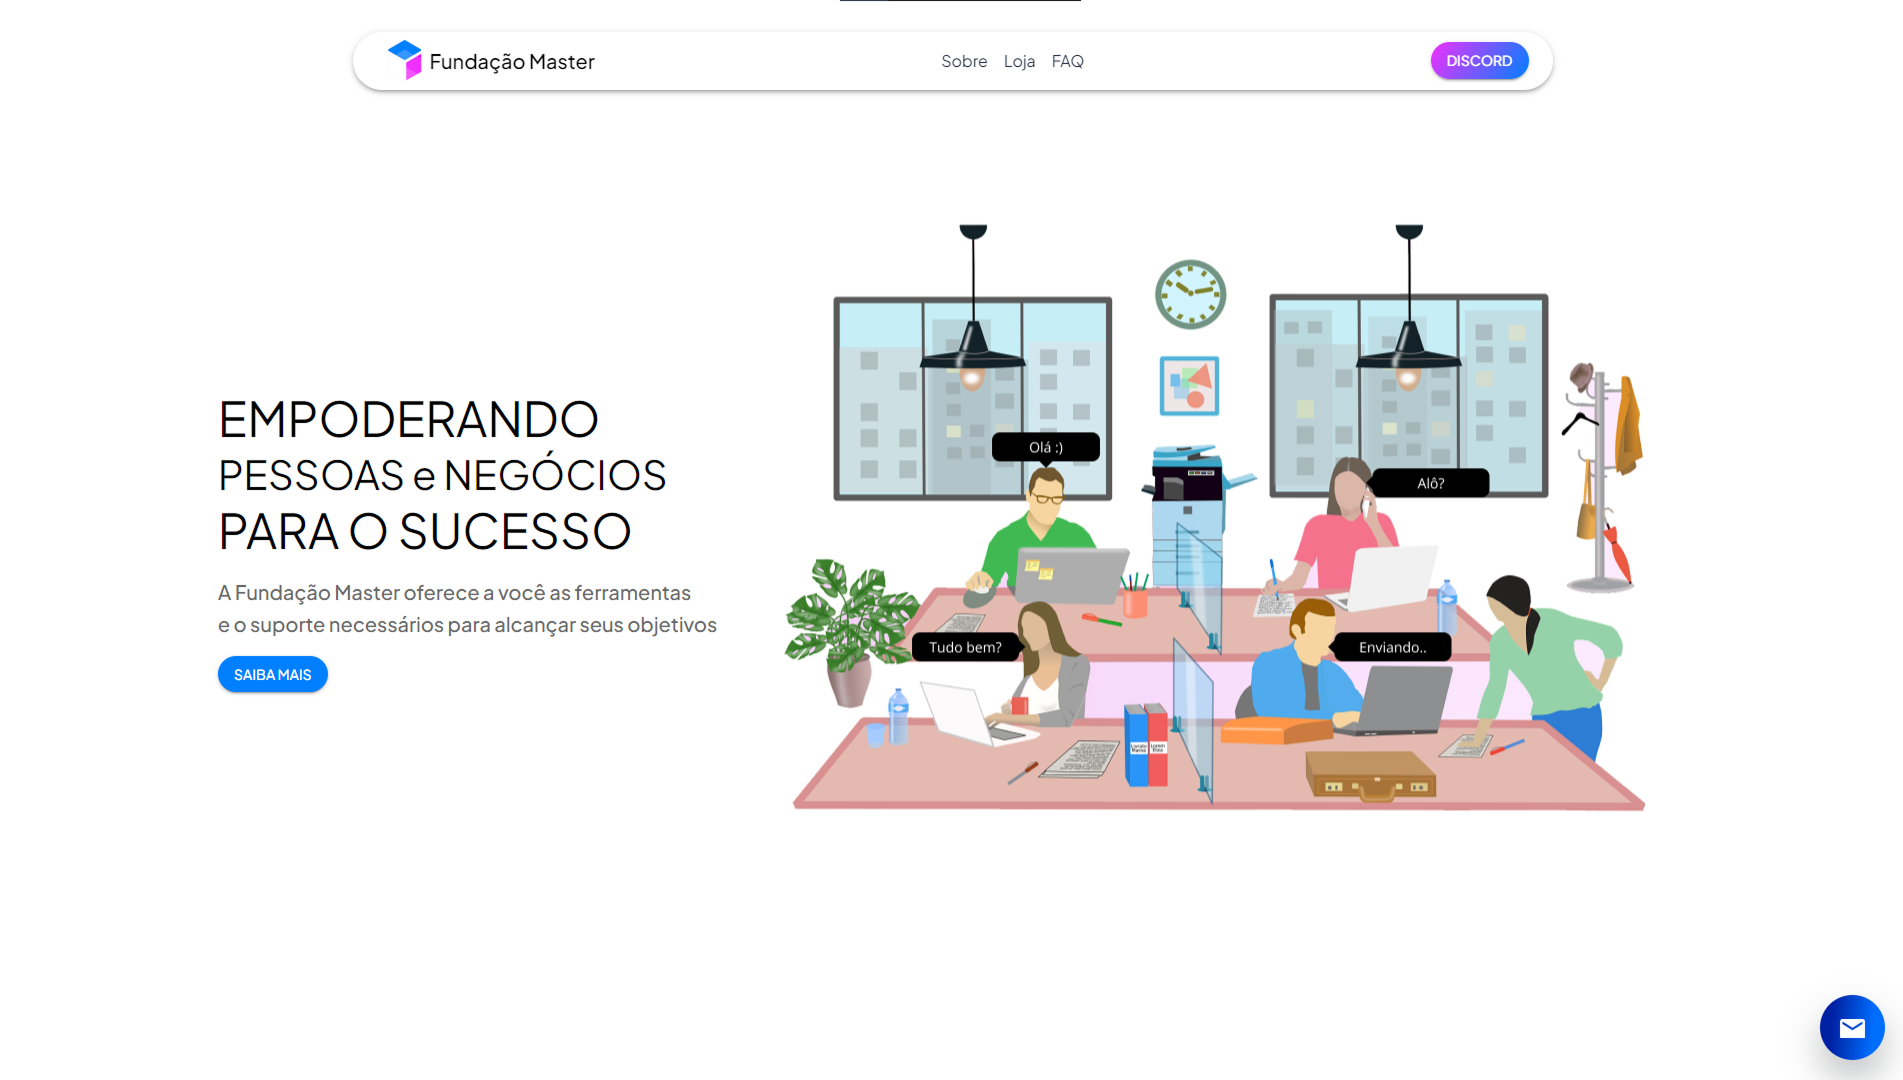 Fundação Master
Sobre Loja FAQ
DISCORD
EMPODERANDO
PESSOAS e NEGÓCIOS
PARA O SUCESSO
A Fundação Master oferece a você as ferramentas
e o suporte necessários para alcançar seus objetivos
SAIBA MAIS
Olá :)
Alô?
Tudo bem?
Enviando..